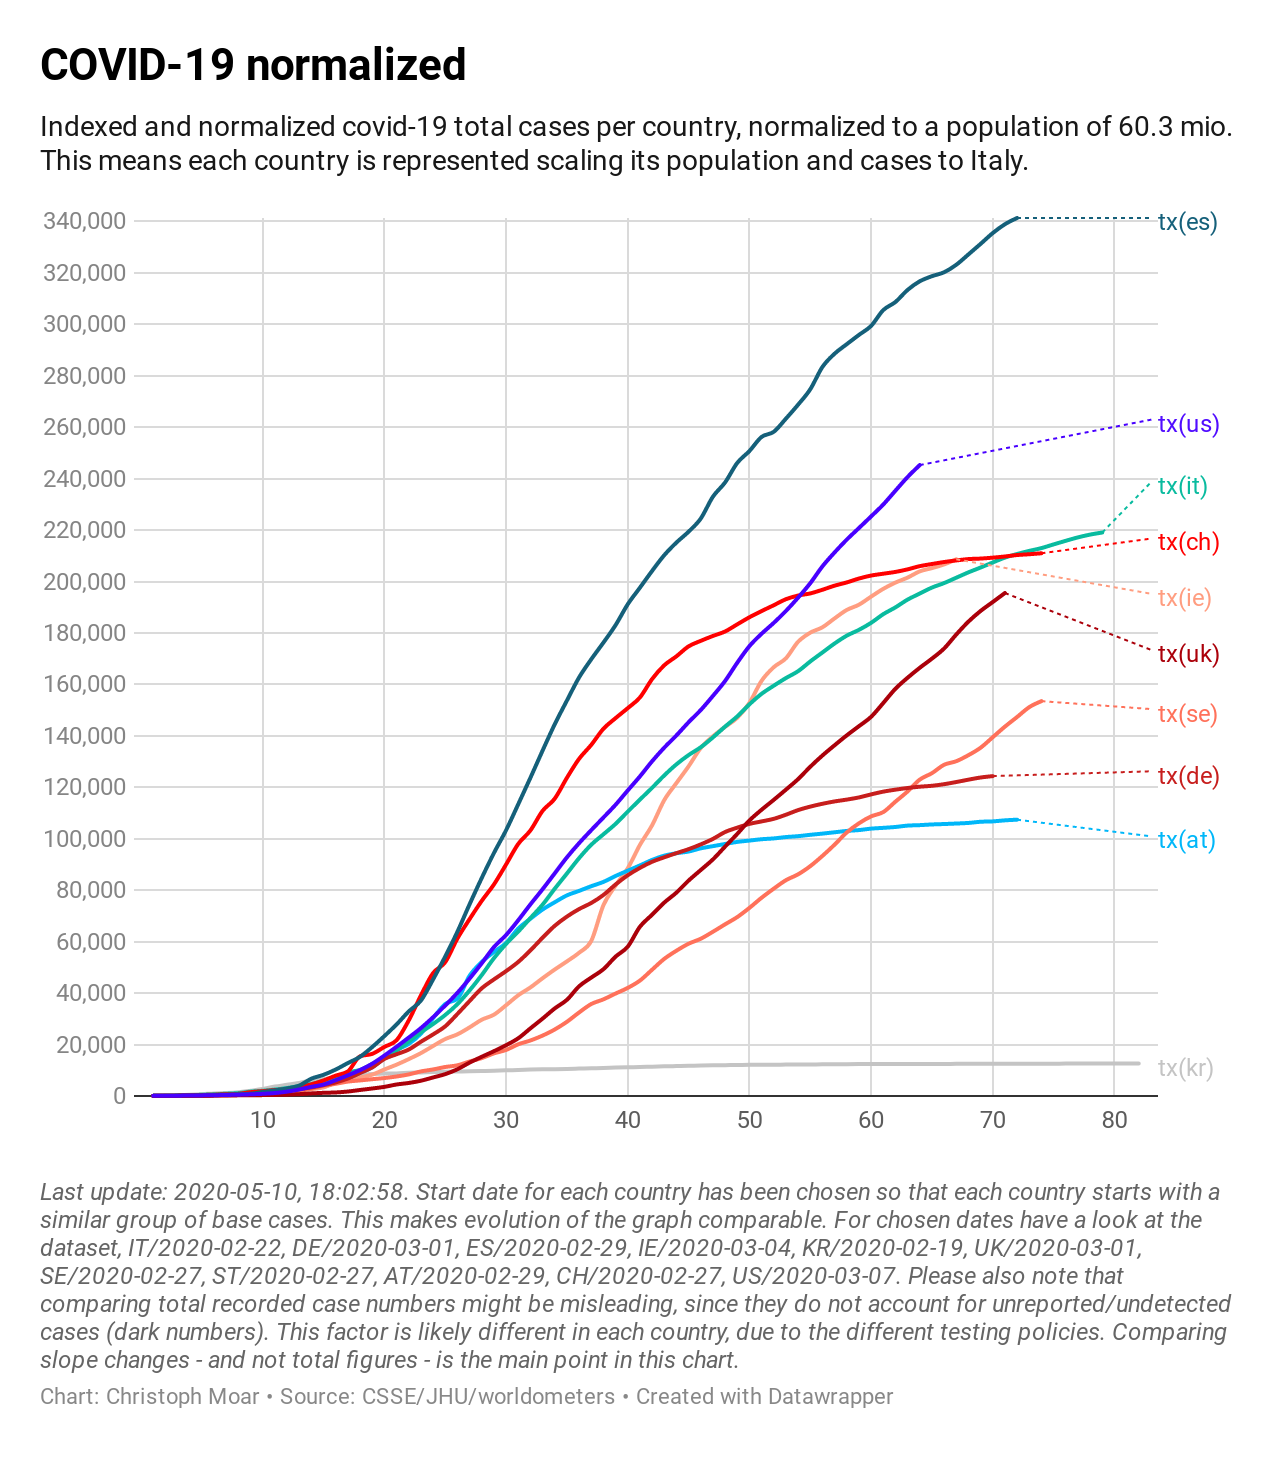 COVID-19 normalized
Indexed and normalized covid-19 total cases per country, normalized to a population of 60.3 mio.
This means each country is represented scaling its population and cases to Italy.
340,000
320,000
300,000
280,000
260,000
240,000
220,000
200,000
180,000
160,000
140,000
120,000
100,000
80,000
60,000
40,000
20,000
0
10
20
30
40
50
60
70
80
tx(es)
tx(us)
tx(it)
tx(ch)
tx(ie)
tx(uk)
tx(se)
tx(de)
tx(at)
tx(kr)
Last update: 2020-05-10, 18:02:58. Start date for each country has been chosen so that each country starts with a
similar group of base cases. This makes evolution of the graph comparable. For chosen dates have a look at the
dataset, IT/2020-02-22, DE/2020-03-01, ES/2020-02-29, IE/2020-03-04, KR/2020-02-19, UK/2020-03-01,
SE/2020-02-27, ST/2020-02-27, AT/2020-02-29, CH/2020-02-27, US/2020-03-07. Please also note that
comparing total recorded case numbers might be misleading, since they do not account for unreported/undetected
cases (dark numbers). This factor is likely different in each country, due to the different testing policies. Comparing
slope changes - and not total figures - is the main point in this chart.
Chart: Christoph Moar • Source: CSSE/JHU/worldometers • Created with Datawrapper